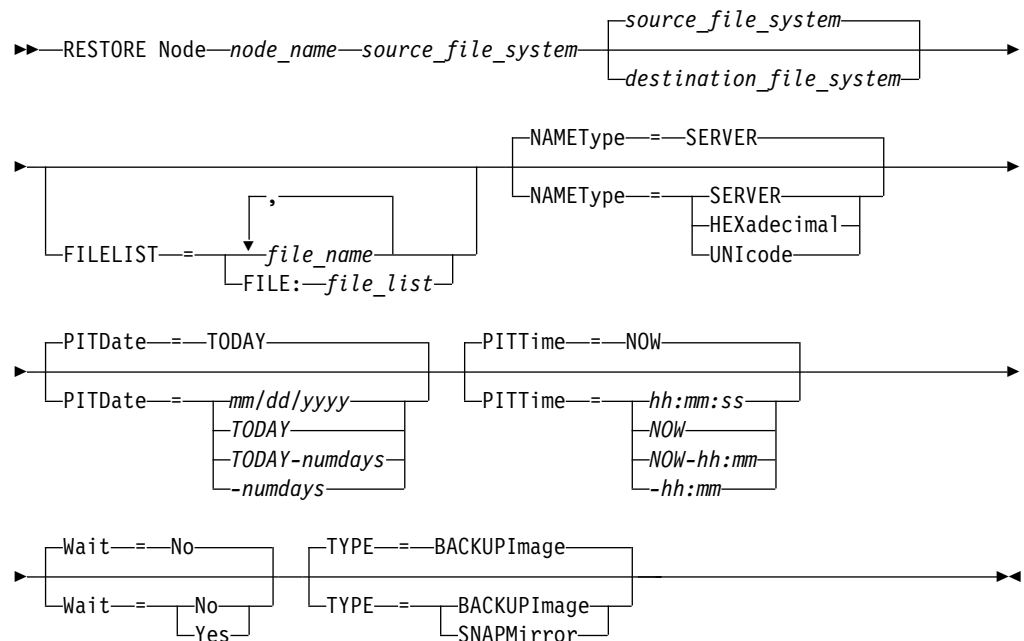 source_file_system
RESTORE Node node_name source_file_system
destination_file_system
NAMEType = SERVER
,
NAMEType = SERVER
HEXadecimal
FILELIST = file_name
UNIcode
FILE: file_list
PITDate = TODAY PITTime = NOW
PITDate = mm/dd/yyyy PITTime = hh:mm:ss
TODAY NOW
TODAY-numdays NOW-hh:mm
-numdays -hh:mm
Wait = No TYPE = BACKUPImage
Wait = No TYPE = BACKUPImage
Yes SNAPMirror